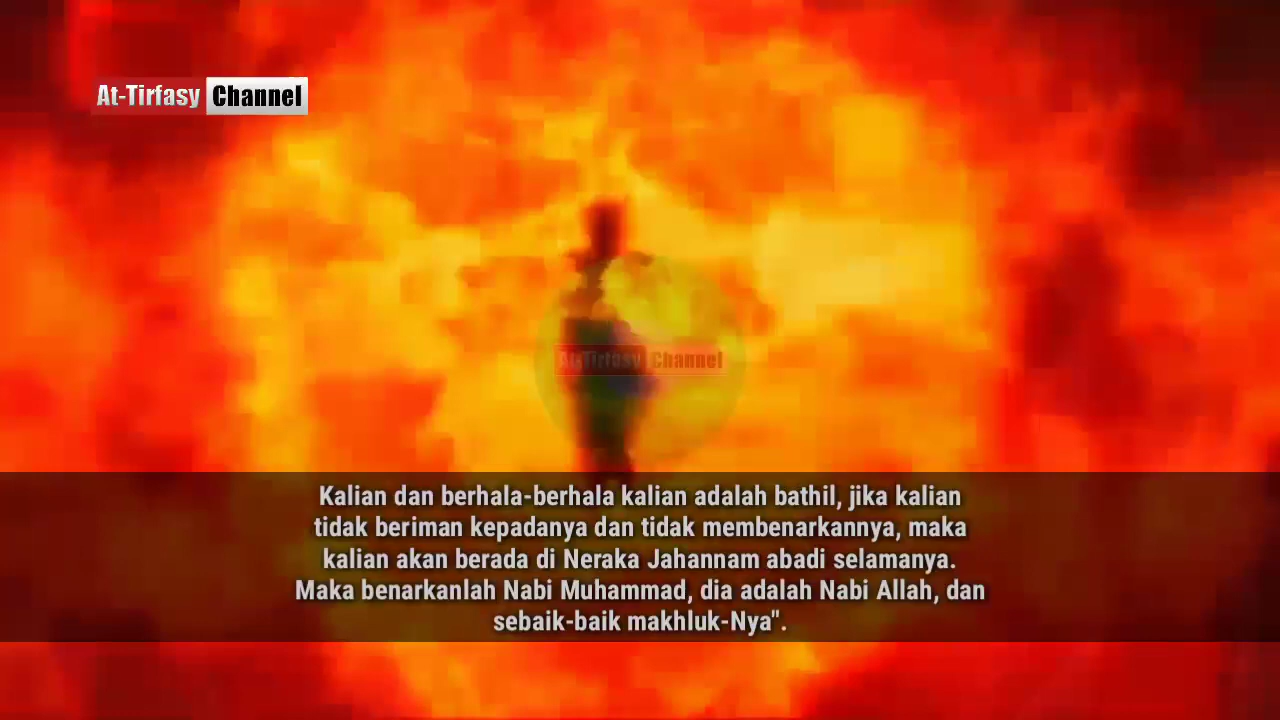 At-Tirfasy Channel
At-Tirfasy Channel
Kalian dan berhala-berhala kalian adalah bathil, jika kalian
tidak beriman kepadanya dan tidak membenarkannya, maka
kalian akan berada di Neraka Jahannam abadi selamanya.
Maka benarkanlah Nabi Muhammad, dia adalah Nabi Allah, dan
sebaik-baik makhluk-Nya".